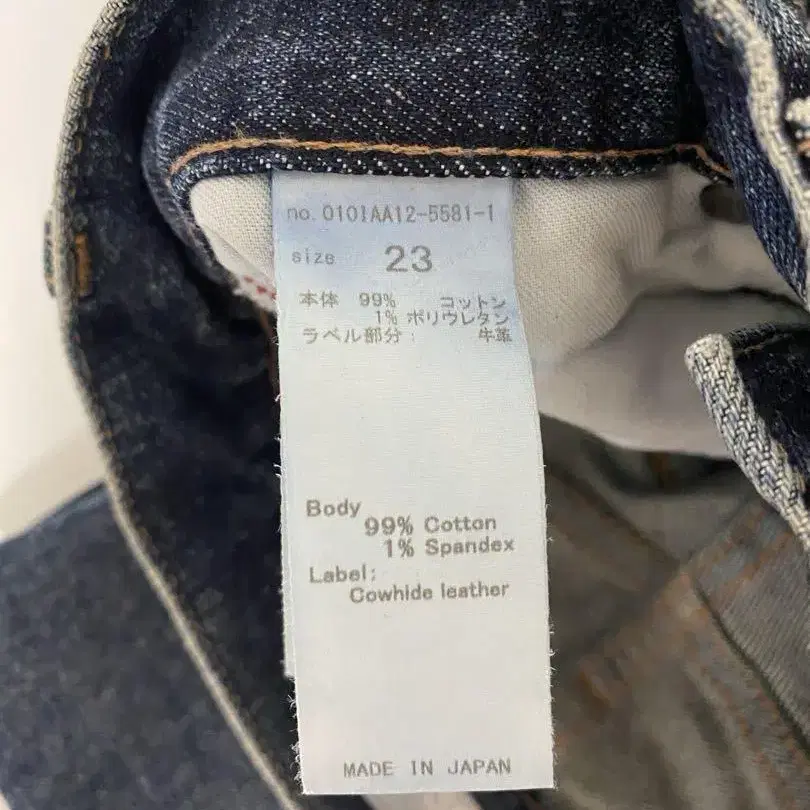 no. 0101AA12-5581-1
size 23
本体 99% コットン
1% ポリウレタン
ラベル部分: 牛革
Body
99% Cotton
1% Spandex
Label:
Cowhide leather
MADE IN JAPAN